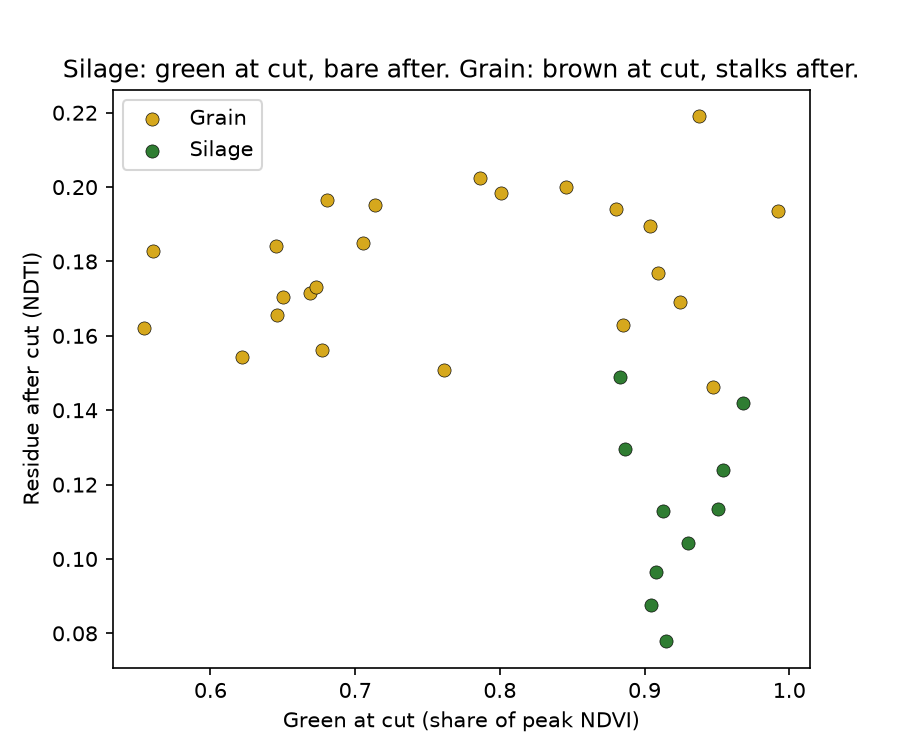 Silage: green at cut, bare after. Grain: brown at cut, stalks after.
Grain
Silage
0.22
0.20
0.18
0.16
0.14
0.12
0.10
0.08
Residue after cut (NDTI)
0.6 0.7 0.8 0.9 1.0
Green at cut (share of peak NDVI)